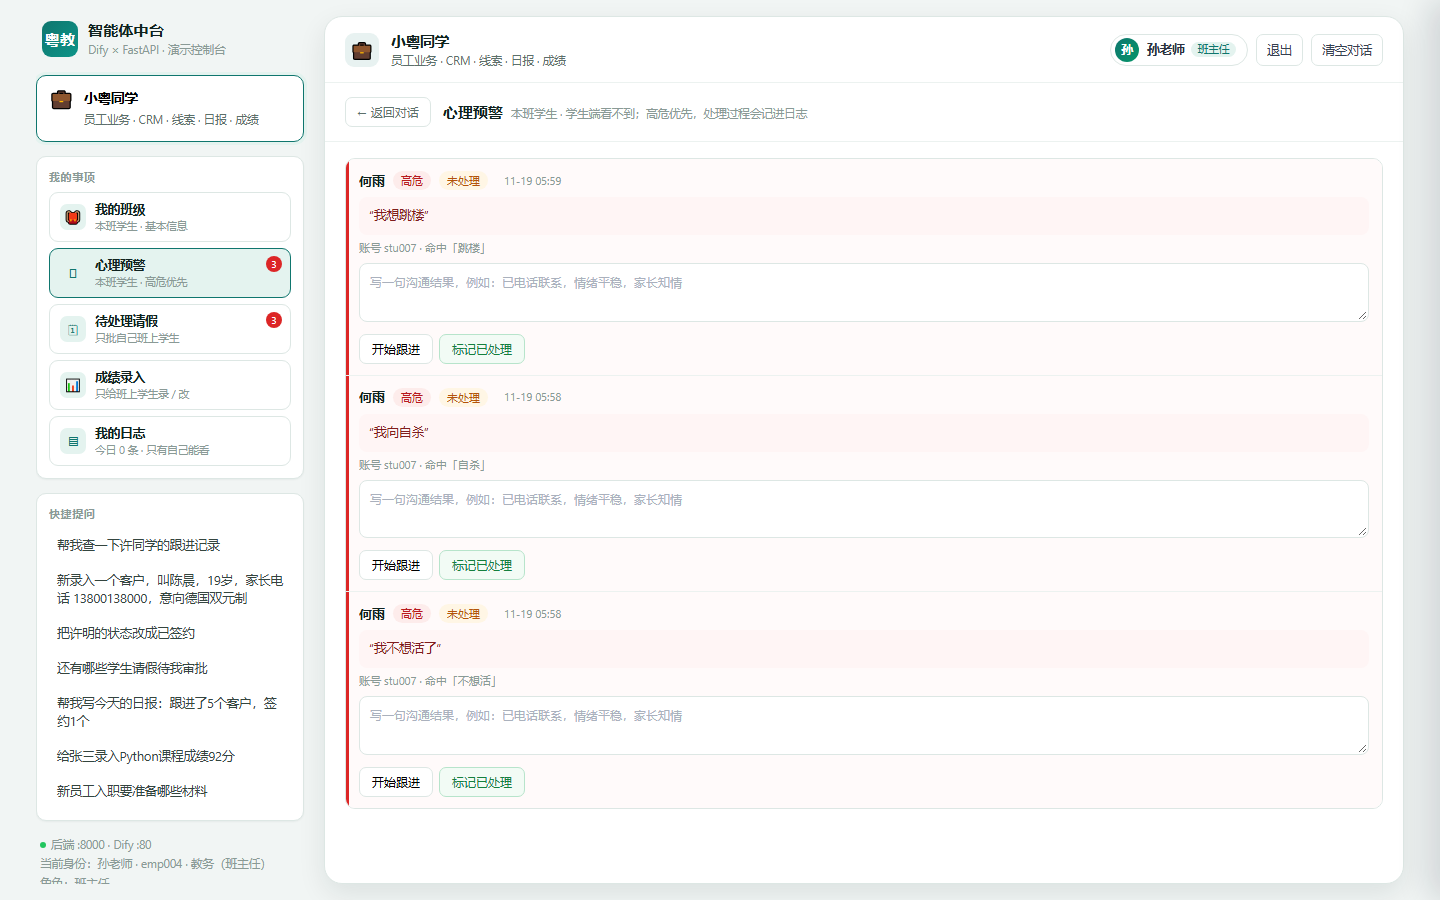 粤教
智能体中台
Dify × FastAPI · 演示控制台
小粤同学
员工业务 · CRM · 线索 · 日报 · 成绩
我的事项
我的班级
本班学生 · 基本信息
心理预警
本班学生 · 高危优先
3
待处理请假
只批自己班上学生
3
成绩录入
只给班上学生录 / 改
我的日志
今日 0 条 · 只有自己能看
快捷提问
帮我查一下许同学的跟进记录
新录入一个客户，叫陈晨，19岁，家长电
话 13800138000，意向德国双元制
把许明的状态改成已签约
还有哪些学生请假待我审批
帮我写今天的日报：跟进了5个客户，签
约1个
给张三录入Python课程成绩92分
新员工入职要准备哪些材料
后端 :8000 · Dify :80
当前身份：孙老师 · emp004 · 教务（班主任）
角色：班主任
小粤同学
员工业务 · CRM · 线索 · 日报 · 成绩
孙 孙老师 班主任
退出
清空对话
← 返回对话
心理预警 本班学生 · 学生端看不到；高危优先，处理过程会记进日志
何雨 高危 未处理 11-19 05:59
“我想跳楼”
账号 stu007 · 命中「跳楼」
写一句沟通结果，例如：已电话联系，情绪平稳，家长知情
开始跟进 标记已处理
何雨 高危 未处理 11-19 05:58
“我向自杀”
账号 stu007 · 命中「自杀」
写一句沟通结果，例如：已电话联系，情绪平稳，家长知情
开始跟进 标记已处理
何雨 高危 未处理 11-19 05:58
“我不想活了”
账号 stu007 · 命中「不想活」
写一句沟通结果，例如：已电话联系，情绪平稳，家长知情
开始跟进 标记已处理